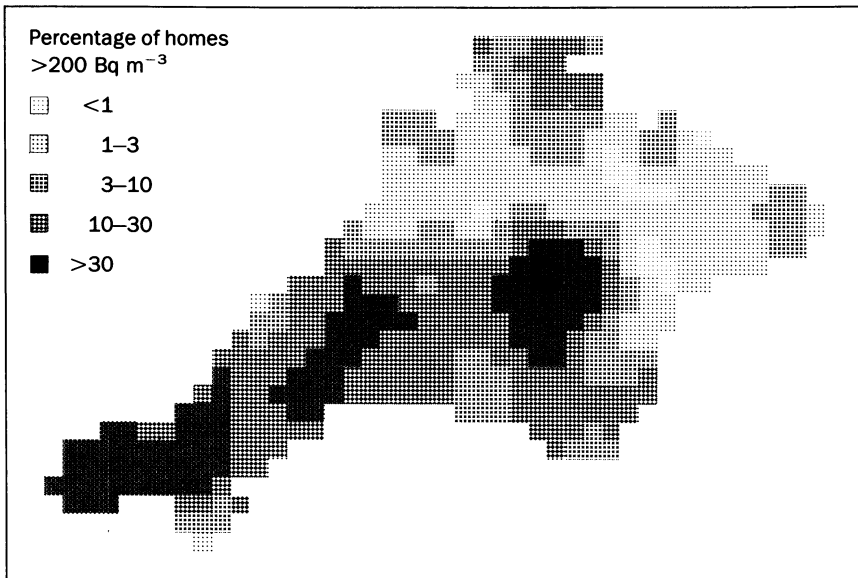 Percentage of homes
>200 Bq m⁻³
<1
1–3
3–10
10–30
>30